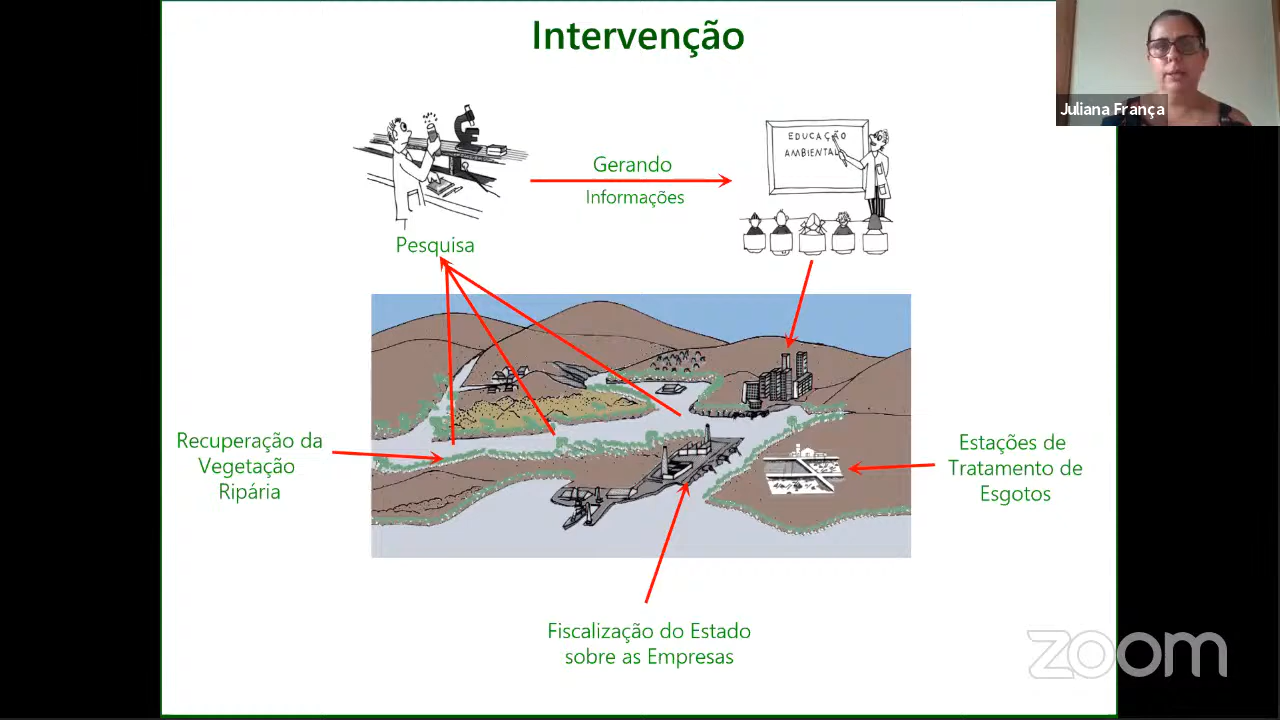 Intervenção
Juliana França
EDUCAÇÃO
AMBIENTAL
Gerando
Informações
Pesquisa
Recuperação da
Vegetação
Ripária
Estações de
Tratamento de
Esgotos
Fiscalização do Estado
sobre as Empresas
zoom